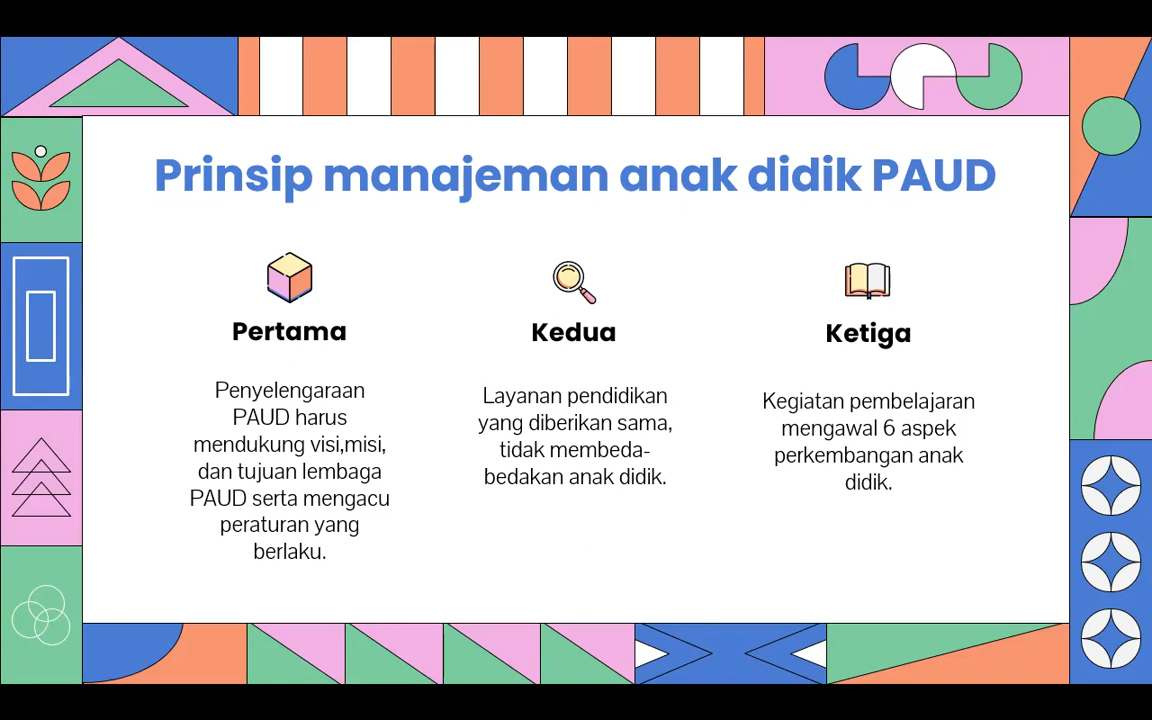 Prinsip manajeman anak didik PAUD
Pertama
Penyelengaraan
PAUD harus
mendukung visi,misi,
dan tujuan lembaga
PAUD serta mengacu
peraturan yang
berlaku.
Kedua
Layanan pendidikan
yang diberikan sama,
tidak membeda-
bedakan anak didik.
Ketiga
Kegiatan pembelajaran
mengawal 6 aspek
perkembangan anak
didik.